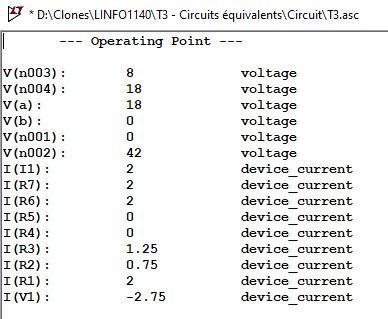 * D:\Clones\LINFO1140\T3 - Circuits équivalents\Circuit\T3.asc
--- Operating Point ---
V(n003): 8 voltage
V(n004): 18 voltage
V(a): 18 voltage
V(b): 0 voltage
V(n001): 0 voltage
V(n002): 42 voltage
I(I1): 2 device_current
I(R7): 2 device_current
I(R6): 2 device_current
I(R5): 0 device_current
I(R4): 0 device_current
I(R3): 1.25 device_current
I(R2): 0.75 device_current
I(R1): 2 device_current
I(V1): -2.75 device_current